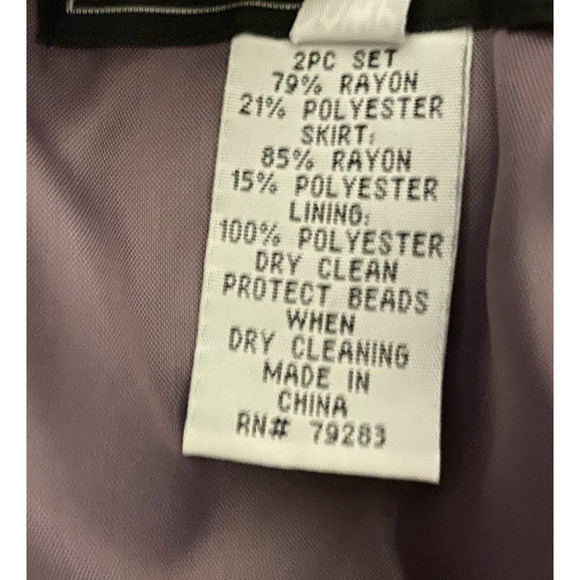 2PC SET
79% RAYON
21% POLYESTER
SKIRT:
85% RAYON
15% POLYESTER
LINING:
100% POLYESTER
DRY CLEAN
PROTECT BEADS
WHEN
DRY CLEANING
MADE IN
CHINA
RN# 79283